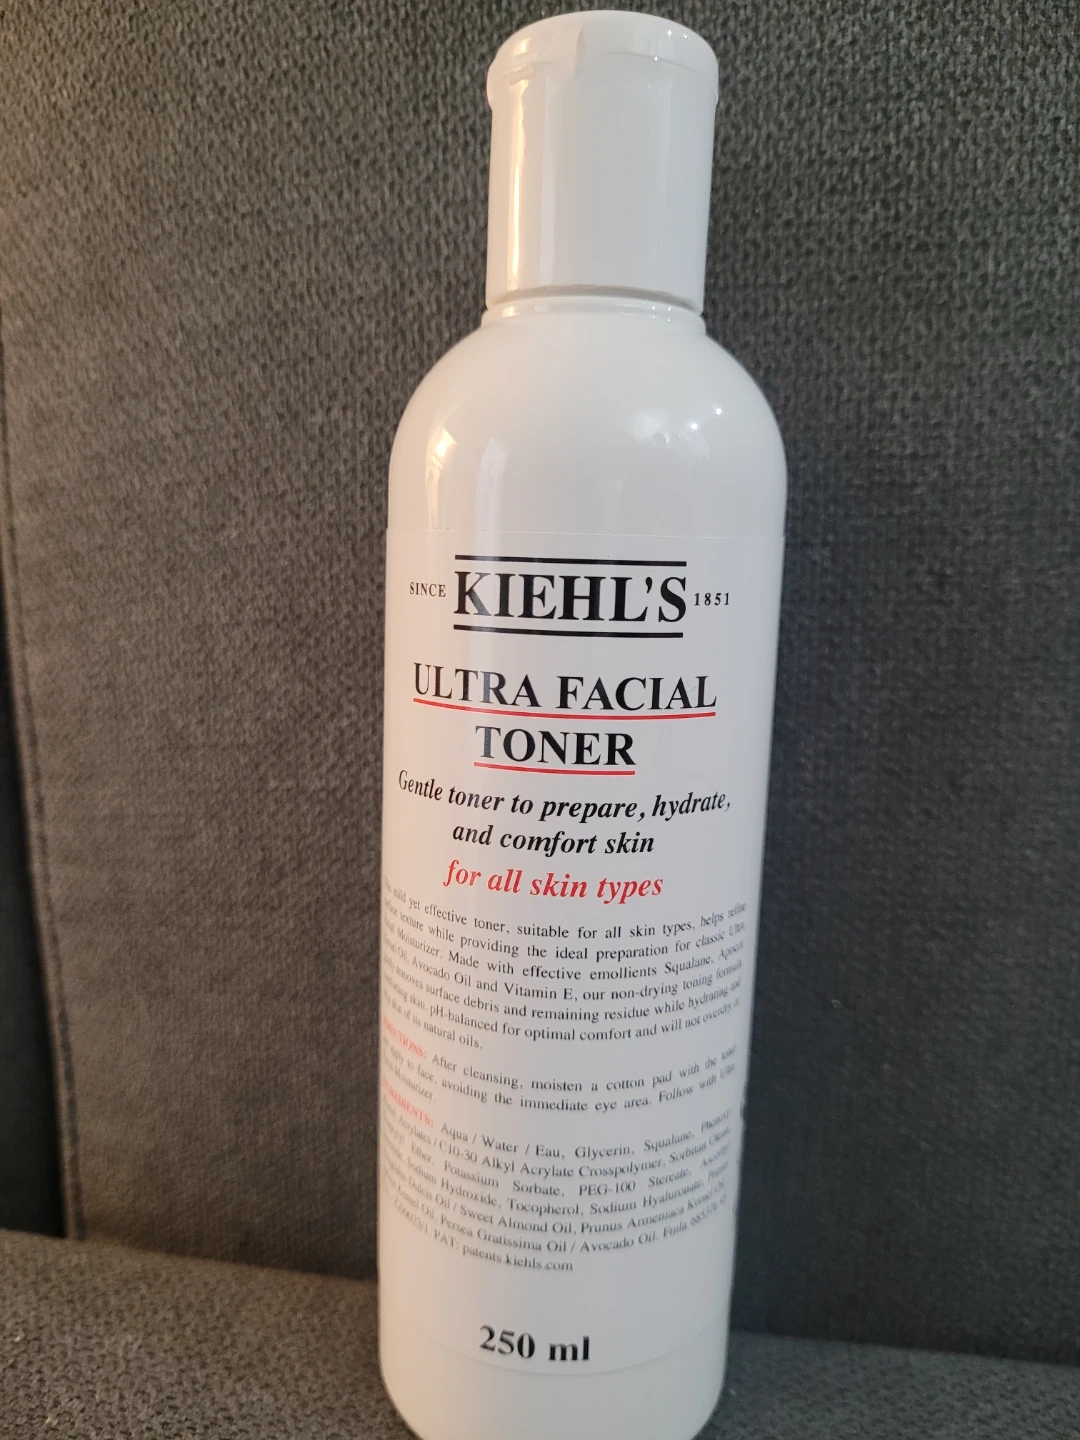 SINCE KIEHL'S 1851
ULTRA FACIAL
TONER
Gentle toner to prepare, hydrate,
and comfort skin
for all skin types
mild yet effective toner, suitable for all skin types, helps refine
texture while providing the ideal preparation for classic Ultra
Moisturizer. Made with effective emollients Squalane, Apricot
Oil, Avocado Oil and Vitamin E, our non-drying toning formula
removes surface debris and remaining residue while hydrating and
skin. pH-balanced for optimal comfort and will not overdry or
of its natural oils.
After cleansing, moisten a cotton pad with the toner
apply to face, avoiding the immediate eye area. Follow with Ultra
Moisturizer.
Aqua / Water / Eau, Glycerin, Squalane,
Acrylates / C10-30 Alkyl Acrylate Crosspolymer, Sorbitan
Ether, Potassium Sorbate, PEG-100 Stereate,
Sodium Hydroxide, Tocopherol, Sodium Hyaluronate,
Dulcis Oil / Sweet Almond Oil, Prunus Armeniaca Kernel Oil
Kernel Oil, Persea Gratissima Oil / Avocado Oil. Finla
PAT: patents.kiehls.com
250 ml